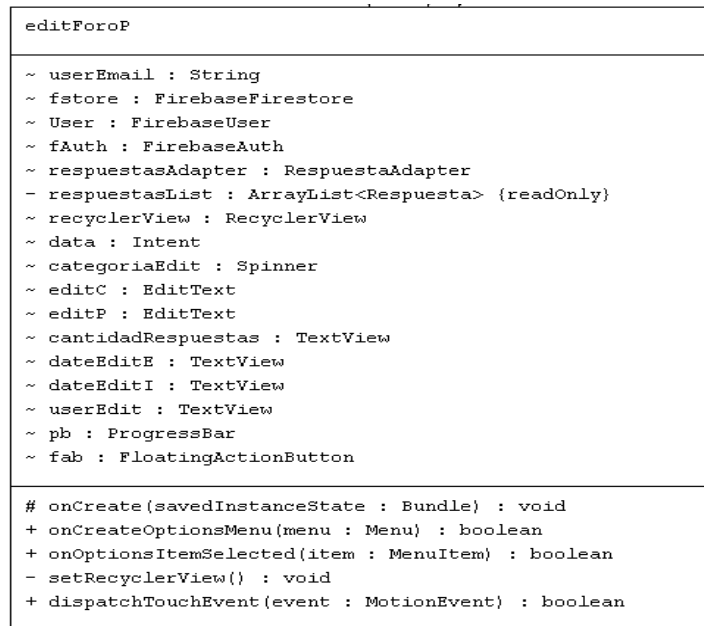 editForoP
~ userEmail : String
~ fstore : FirebaseFirestore
~ User : FirebaseUser
~ fAuth : FirebaseAuth
~ respuestasAdapter : RespuestaAdapter
- respuestasList : ArrayList<Respuesta> {readOnly}
~ recyclerView : RecyclerView
~ data : Intent
~ categoriaEdit : Spinner
~ editC : EditText
~ editP : EditText
~ cantidadRespuestas : TextView
~ dateEditE : TextView
~ dateEditI : TextView
~ userEdit : TextView
~ pb : ProgressBar
~ fab : FloatingActionButton
# onCreate(savedInstanceState : Bundle) : void
+ onCreateOptionsMenu(menu : Menu) : boolean
+ onOptionsItemSelected(item : MenuItem) : boolean
- setRecyclerView() : void
+ dispatchTouchEvent(event : MotionEvent) : boolean